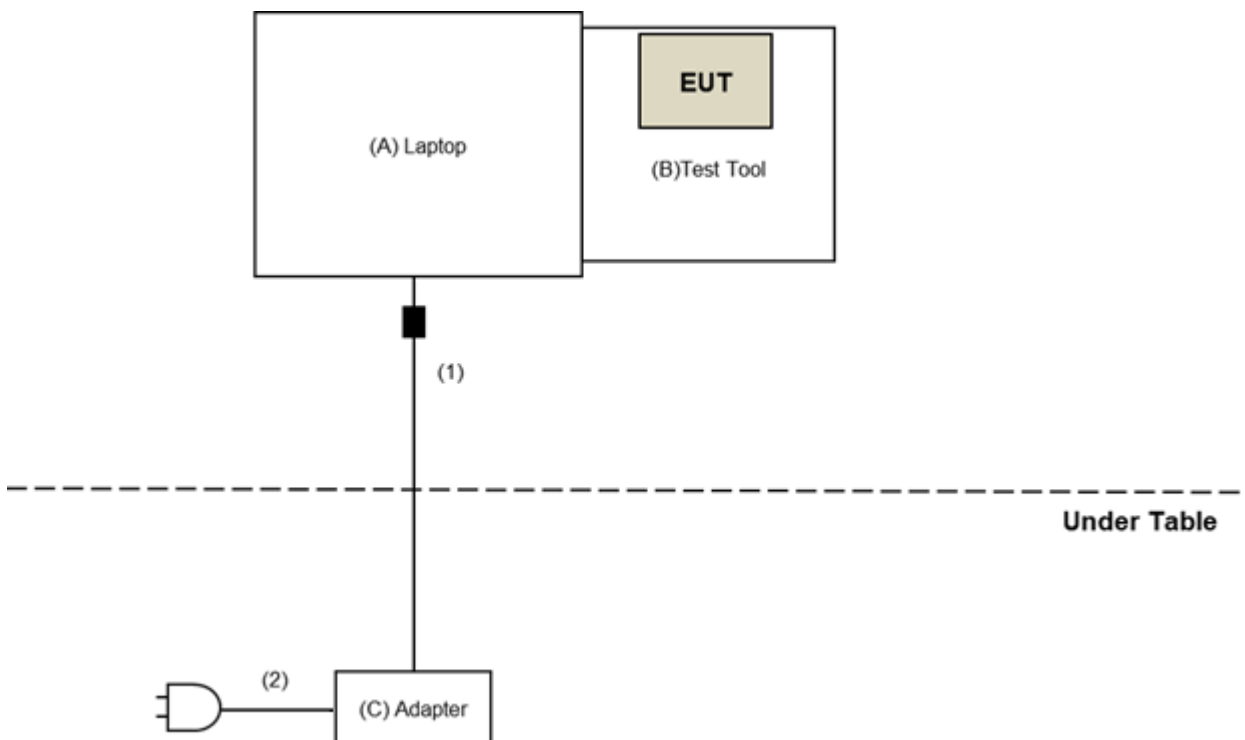 EUT
(A) Laptop
(B)Test Tool
(1)
Under Table
(2)
(C) Adapter